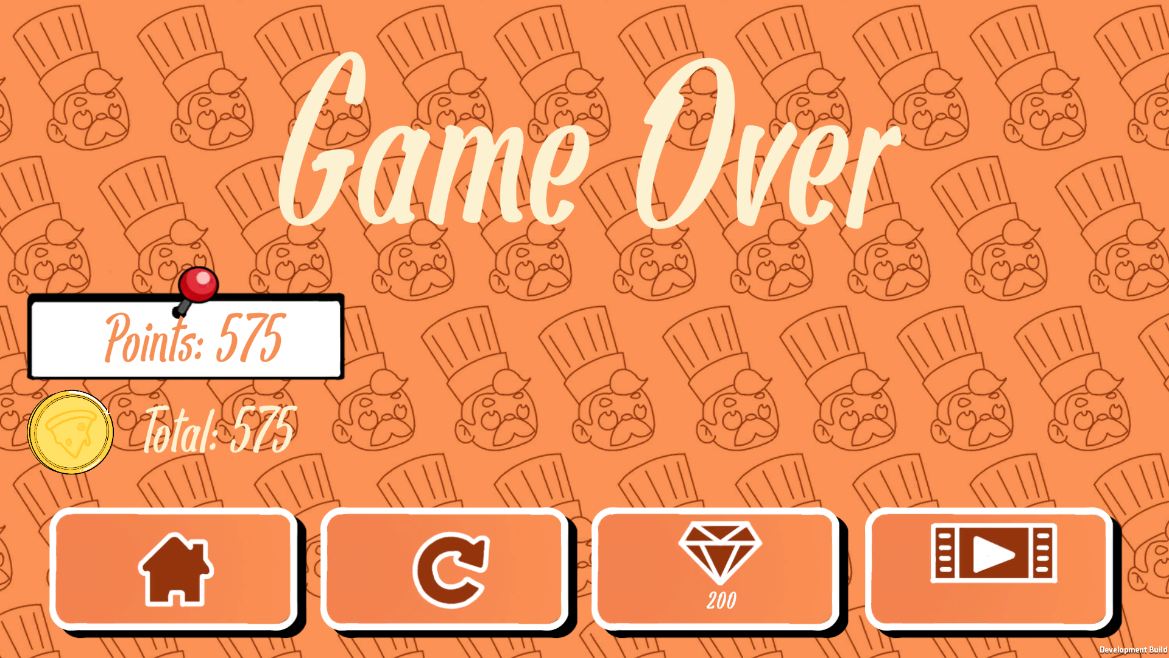 Game Over
Points: 575
Total: 575
200
Development Build